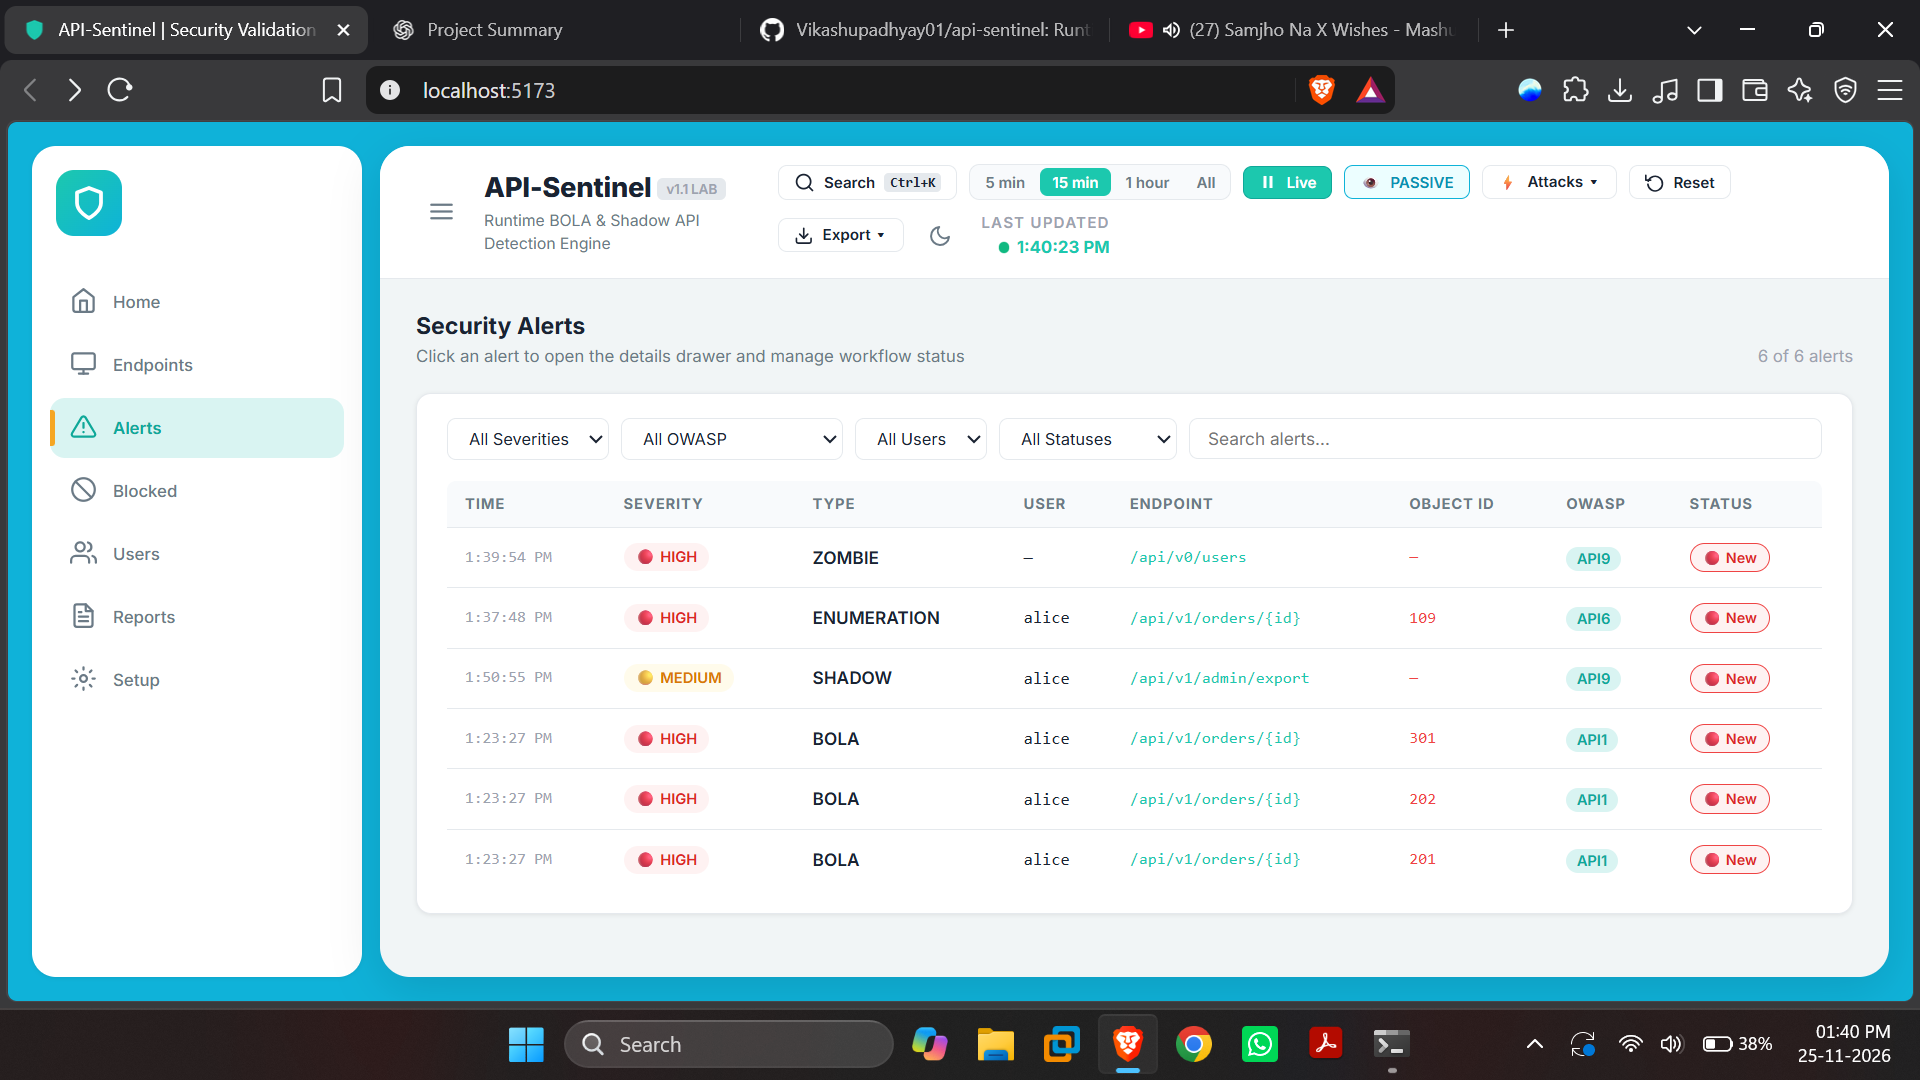 API-Sentinel | Security Validation
Project Summary
Vikashupadhyay01/api-sentinel: Runt
(27) Samjho Na X Wishes - Mash
localhost:5173
API-Sentinel v1.1 LAB
Runtime BOLA & Shadow API
Detection Engine
Search Ctrl+K
5 min 15 min 1 hour All
Live
PASSIVE
Attacks
Reset
Export
LAST UPDATED
1:40:23 PM
Home
Endpoints
Alerts
Blocked
Users
Reports
Setup
Security Alerts
Click an alert to open the details drawer and manage workflow status
6 of 6 alerts
All Severities All OWASP All Users All Statuses Search alerts...
TIME SEVERITY TYPE USER ENDPOINT OBJECT ID OWASP STATUS
1:39:54 PM HIGH ZOMBIE – /api/v0/users – API9 New
1:37:48 PM HIGH ENUMERATION alice /api/v1/orders/{id} 109 API6 New
1:50:55 PM MEDIUM SHADOW alice /api/v1/admin/export – API9 New
1:23:27 PM HIGH BOLA alice /api/v1/orders/{id} 301 API1 New
1:23:27 PM HIGH BOLA alice /api/v1/orders/{id} 202 API1 New
1:23:27 PM HIGH BOLA alice /api/v1/orders/{id} 201 API1 New
Search
38%
01:40 PM
25-11-2026